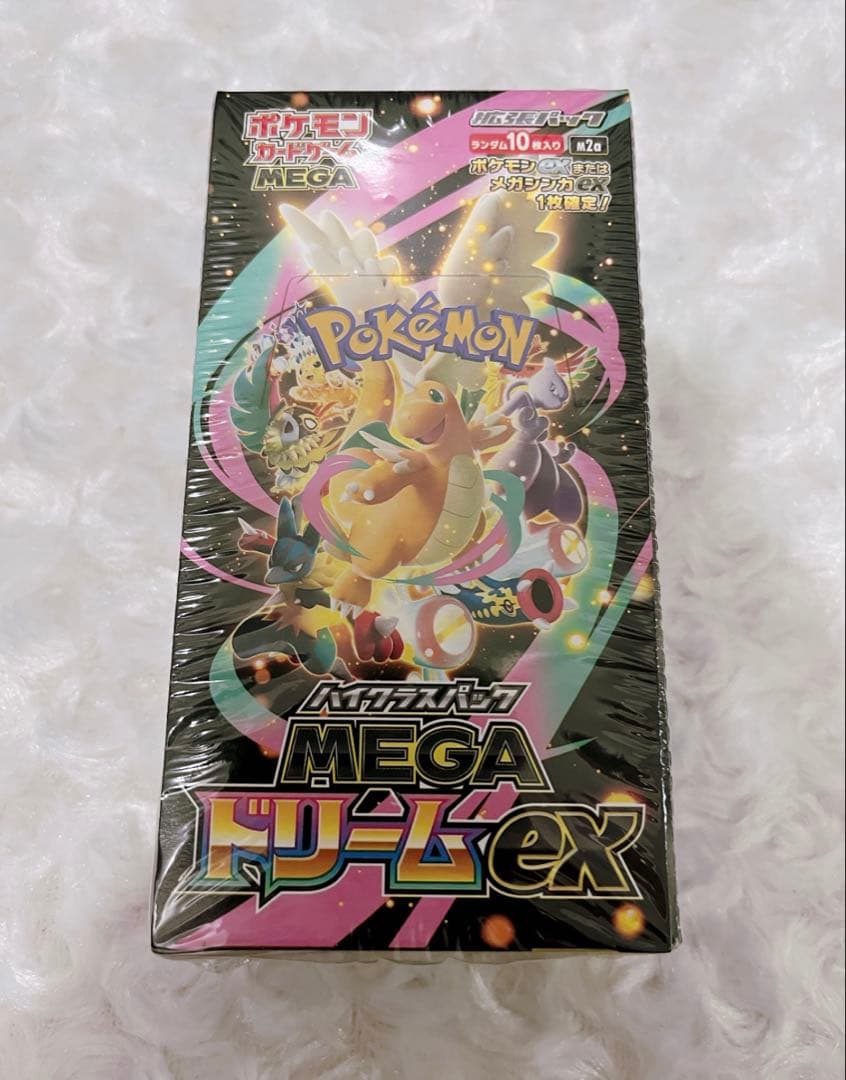 ポケモン
カードゲーム
MEGA
拡張パック
ランダム10枚入り M2a
ポケモンexまたは
メガシンカex
1枚確定!
POKéMON
ハイクラスパック
MEGA
ドリームex